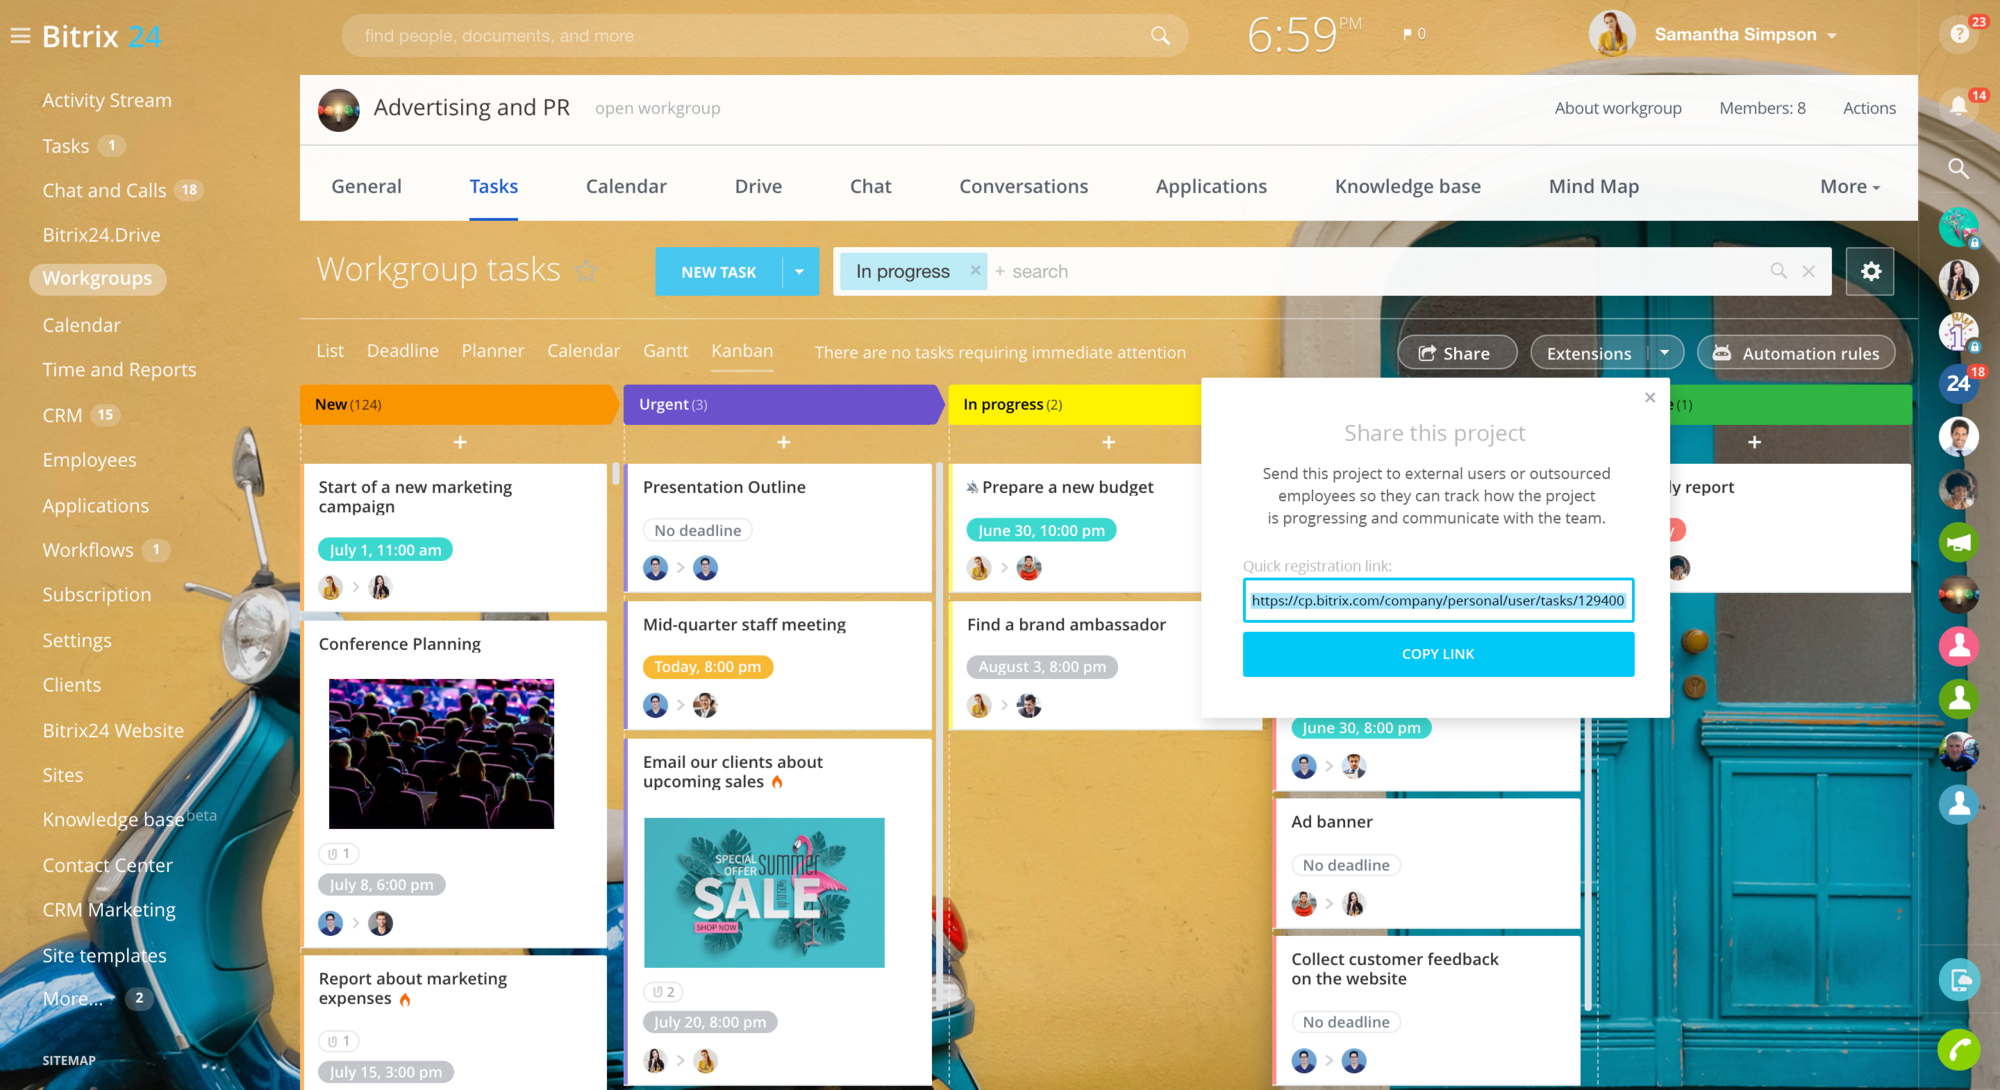 Bitrix 24
find people, documents, and more
6:59 PM
0
Samantha Simpson
23
14
Activity Stream
Tasks 1
Chat and Calls 18
Bitrix24.Drive
Workgroups
Calendar
Time and Reports
CRM 15
Employees
Applications
Workflows 1
Subscription
Settings
Clients
Bitrix24 Website
Sites
Knowledge base beta
Contact Center
CRM Marketing
Site templates
More... 2
SITEMAP
Advertising and PR open workgroup
About workgroup Members: 8 Actions
General Tasks Calendar Drive Chat Conversations Applications Knowledge base Mind Map More
Workgroup tasks
NEW TASK
In progress × + search
List Deadline Planner Calendar Gantt Kanban
There are no tasks requiring immediate attention
Share
Extensions
Automation rules
New (124)
+
Start of a new marketing
campaign
July 1, 11:00 am
Conference Planning
1
July 8, 6:00 pm
Report about marketing
expenses
1
July 15, 3:00 pm
Urgent (3)
+
Presentation Outline
No deadline
Mid-quarter staff meeting
Today, 8:00 pm
Email our clients about
upcoming sales
SPECIAL
OFFER
summer
SALE
SHOP NOW
2
July 20, 8:00 pm
In progress (2)
+
Prepare a new budget
June 30, 10:00 pm
Find a brand ambassador
August 3, 8:00 pm
Share this project
Send this project to external users or outsourced
employees so they can track how the project
is progressing and communicate with the team.
Quick registration link:
https://cp.bitrix.com/company/personal/user/tasks/129400
COPY LINK
June 30, 8:00 pm
Ad banner
No deadline
Collect customer feedback
on the website
No deadline
e (1)
+
ly report
y
1
24
18